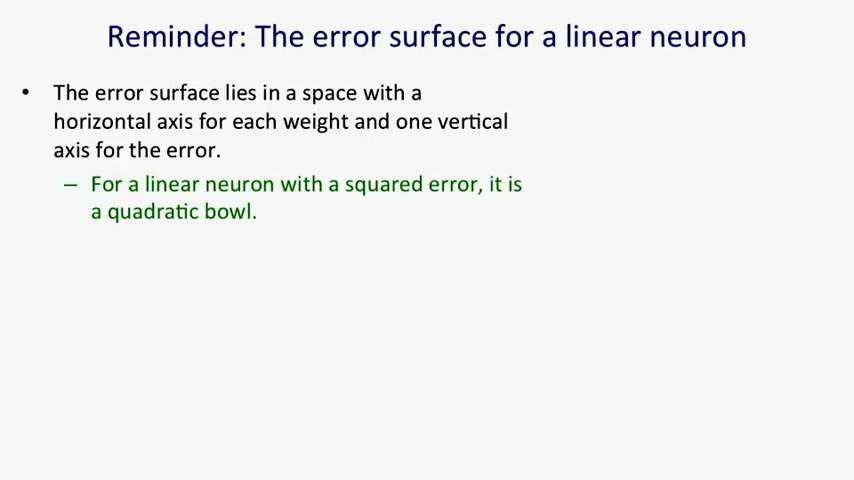 Reminder: The error surface for a linear neuron
• The error surface lies in a space with a
horizontal axis for each weight and one vertical
axis for the error.
– For a linear neuron with a squared error, it is
a quadratic bowl.